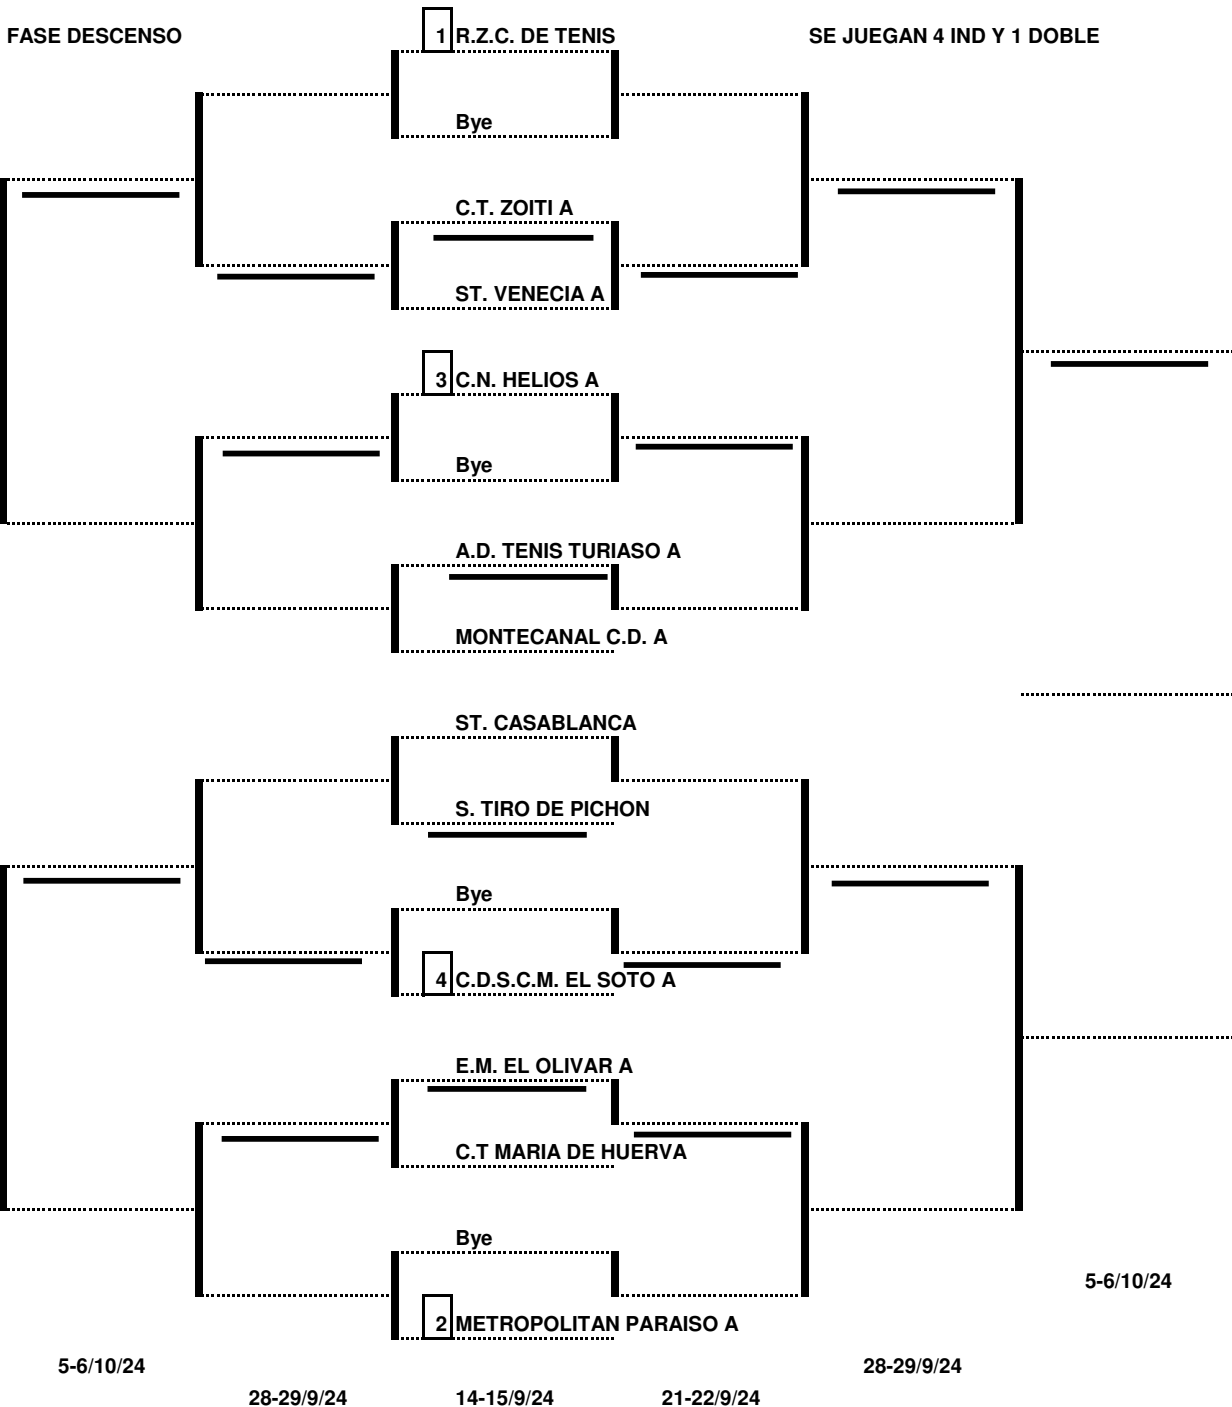 FASE DESCENSO
1 R.Z.C. DE TENIS
SE JUEGAN 4 IND Y 1 DOBLE
Bye
C.T. ZOITI A
ST. VENECIA A
3 C.N. HELIOS A
Bye
A.D. TENIS TURIASO A
MONTECANAL C.D. A
ST. CASABLANCA
S. TIRO DE PICHON
Bye
4 C.D.S.C.M. EL SOTO A
E.M. EL OLIVAR A
C.T MARIA DE HUERVA
Bye
5-6/10/24
2 METROPOLITAN PARAISO A
5-6/10/24
28-29/9/24
28-29/9/24
14-15/9/24
21-22/9/24